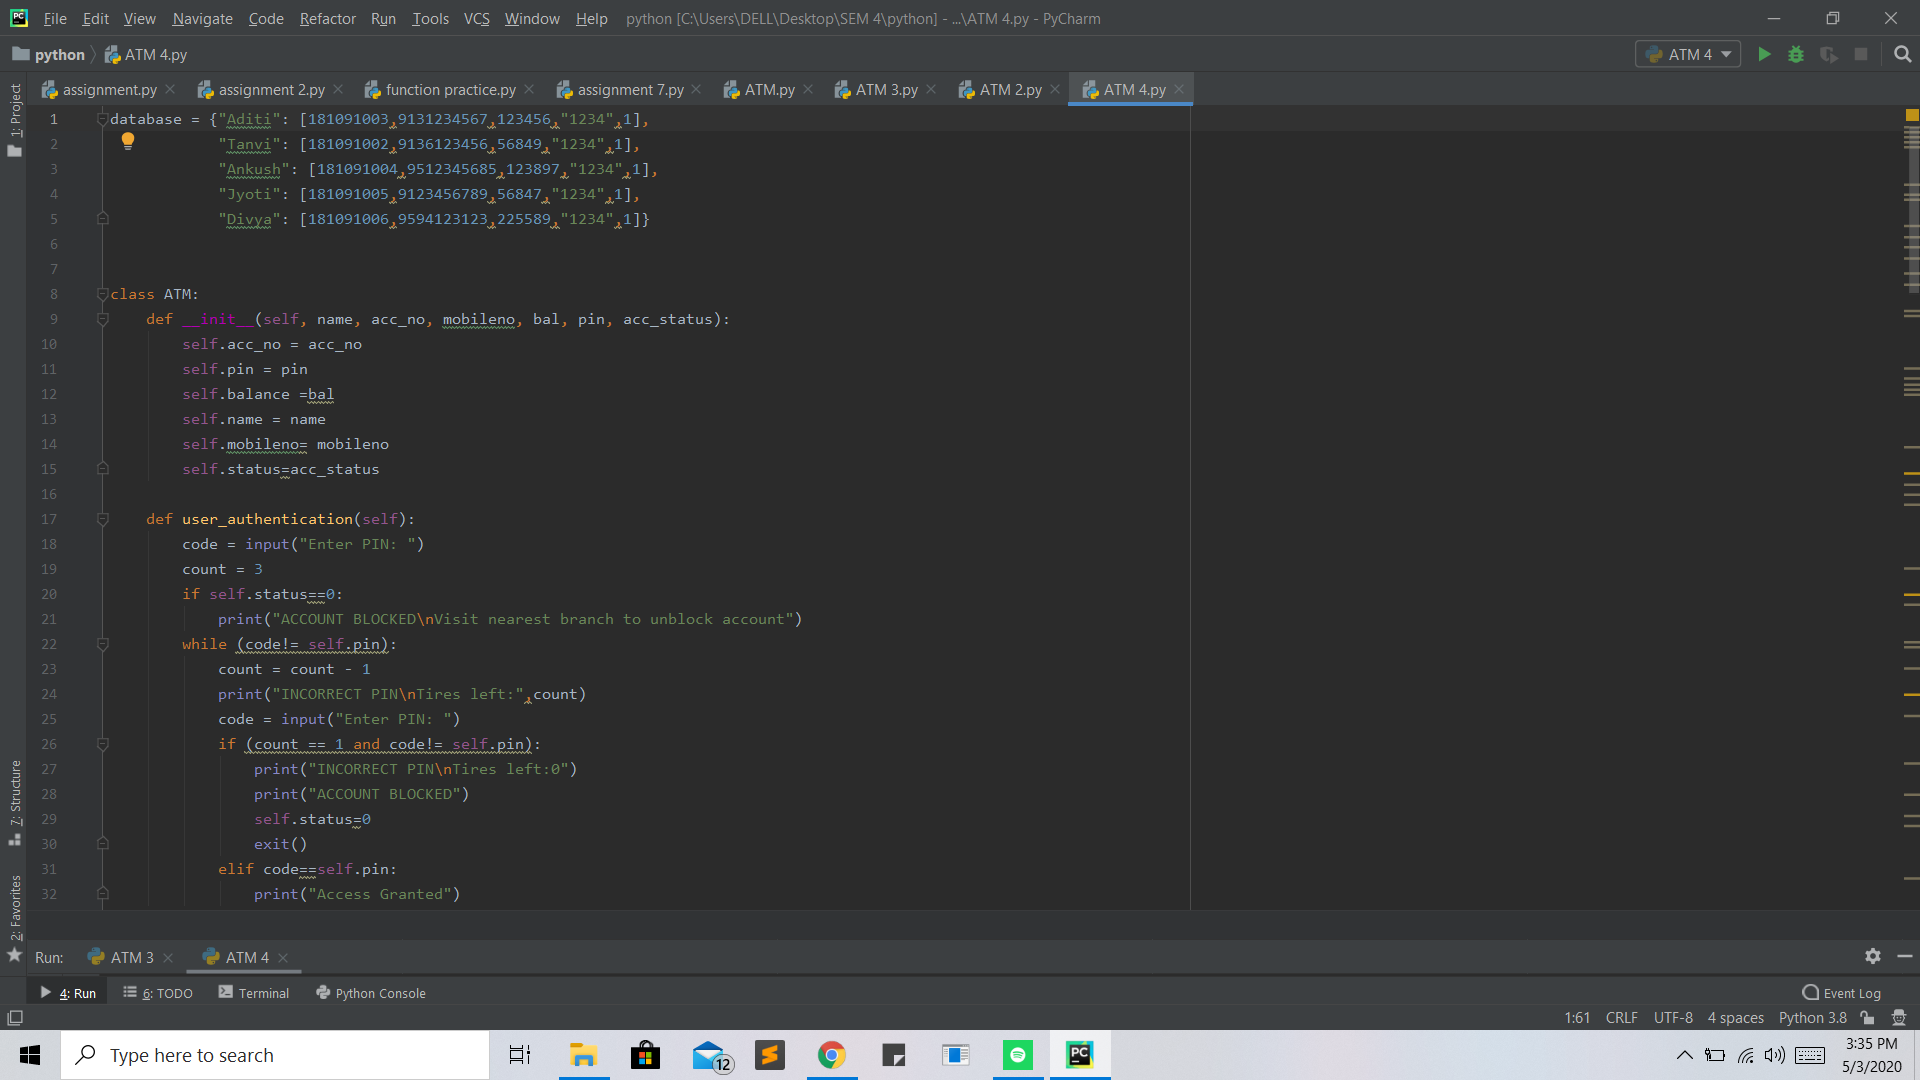 File Edit View Navigate Code Refactor Run Tools VCS Window Help python [C:\Users\DELL\Desktop\SEM 4\python] - ...\ATM 4.py - PyCharm
python ATM 4.py ATM 4
assignment.py assignment 2.py function practice.py assignment 7.py ATM.py ATM 3.py ATM 2.py ATM 4.py
1: Project
1 database = {"Aditi": [181091003,9131234567,123456,"1234",1],
2 "Tanvi": [181091002,9136123456,56849,"1234",1],
3 "Ankush": [181091004,9512345685,123897,"1234",1],
4 "Jyoti": [181091005,9123456789,56847,"1234",1],
5 "Divya": [181091006,9594123123,225589,"1234",1]}
6
7
8 class ATM:
9 def __init__(self, name, acc_no, mobileno, bal, pin, acc_status):
10 self.acc_no = acc_no
11 self.pin = pin
12 self.balance =bal
13 self.name = name
14 self.mobileno= mobileno
15 self.status=acc_status
16
17 def user_authentication(self):
18 code = input("Enter PIN: ")
19 count = 3
20 if self.status==0:
21 print("ACCOUNT BLOCKED\nVisit nearest branch to unblock account")
22 while (code!= self.pin):
23 count = count - 1
24 print("INCORRECT PIN\nTires left:",count)
25 code = input("Enter PIN: ")
26 if (count == 1 and code!= self.pin):
27 print("INCORRECT PIN\nTires left:0")
28 print("ACCOUNT BLOCKED")
29 self.status=0
30 exit()
31 elif code==self.pin:
32 print("Access Granted")
7: Structure
2: Favorites
Run: ATM 3 ATM 4
4: Run 6: TODO Terminal Python Console Event Log
1:61 CRLF UTF-8 4 spaces Python 3.8
Type here to search 12 PC 3:35 PM
5/3/2020